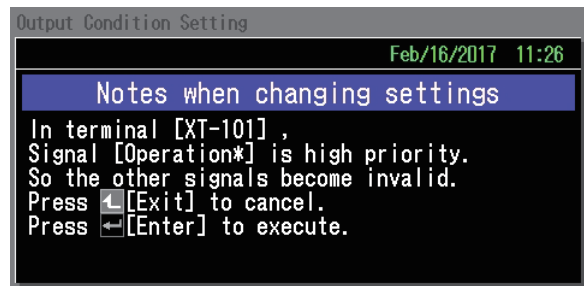 Output Condition Setting
Feb/16/2017 11:26
Notes when changing settings
In terminal [XT-101] ,
Signal [Operation*] is high priority.
So the other signals become invalid.
Press [Exit] to cancel.
Press [Enter] to execute.